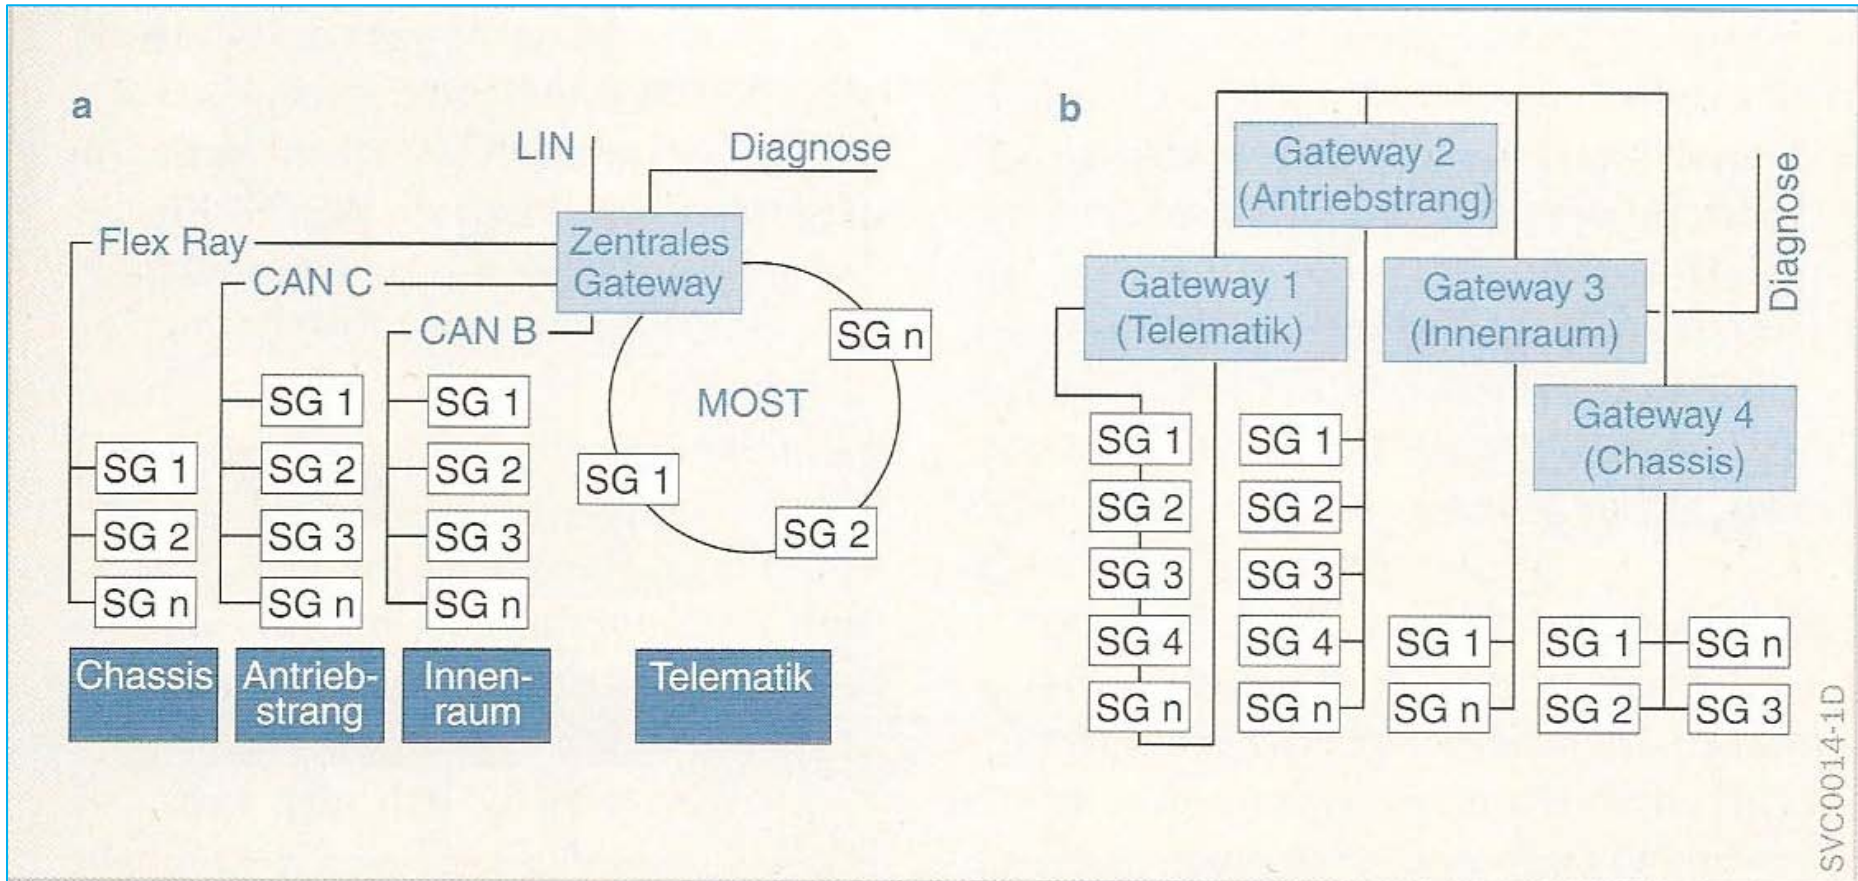 a
LIN
Diagnose
Flex Ray
Zentrales
Gateway
CAN C
CAN B
SG n
MOST
SG 1
SG 2
SG 1
SG 2
SG 3
SG n
SG 1
SG 2
SG 3
SG n
SG 1
SG 2
SG n
Chassis
Antrieb-
strang
Innen-
raum
Telematik
b
Gateway 2
(Antriebstrang)
Diagnose
Gateway 1
(Telematik)
Gateway 3
(Innenraum)
Gateway 4
(Chassis)
SG 1
SG 2
SG 3
SG 4
SG n
SG 1
SG 2
SG 3
SG 4
SG n
SG 1
SG n
SG 1
SG n
SG 2
SG 3
SVC0014-1D